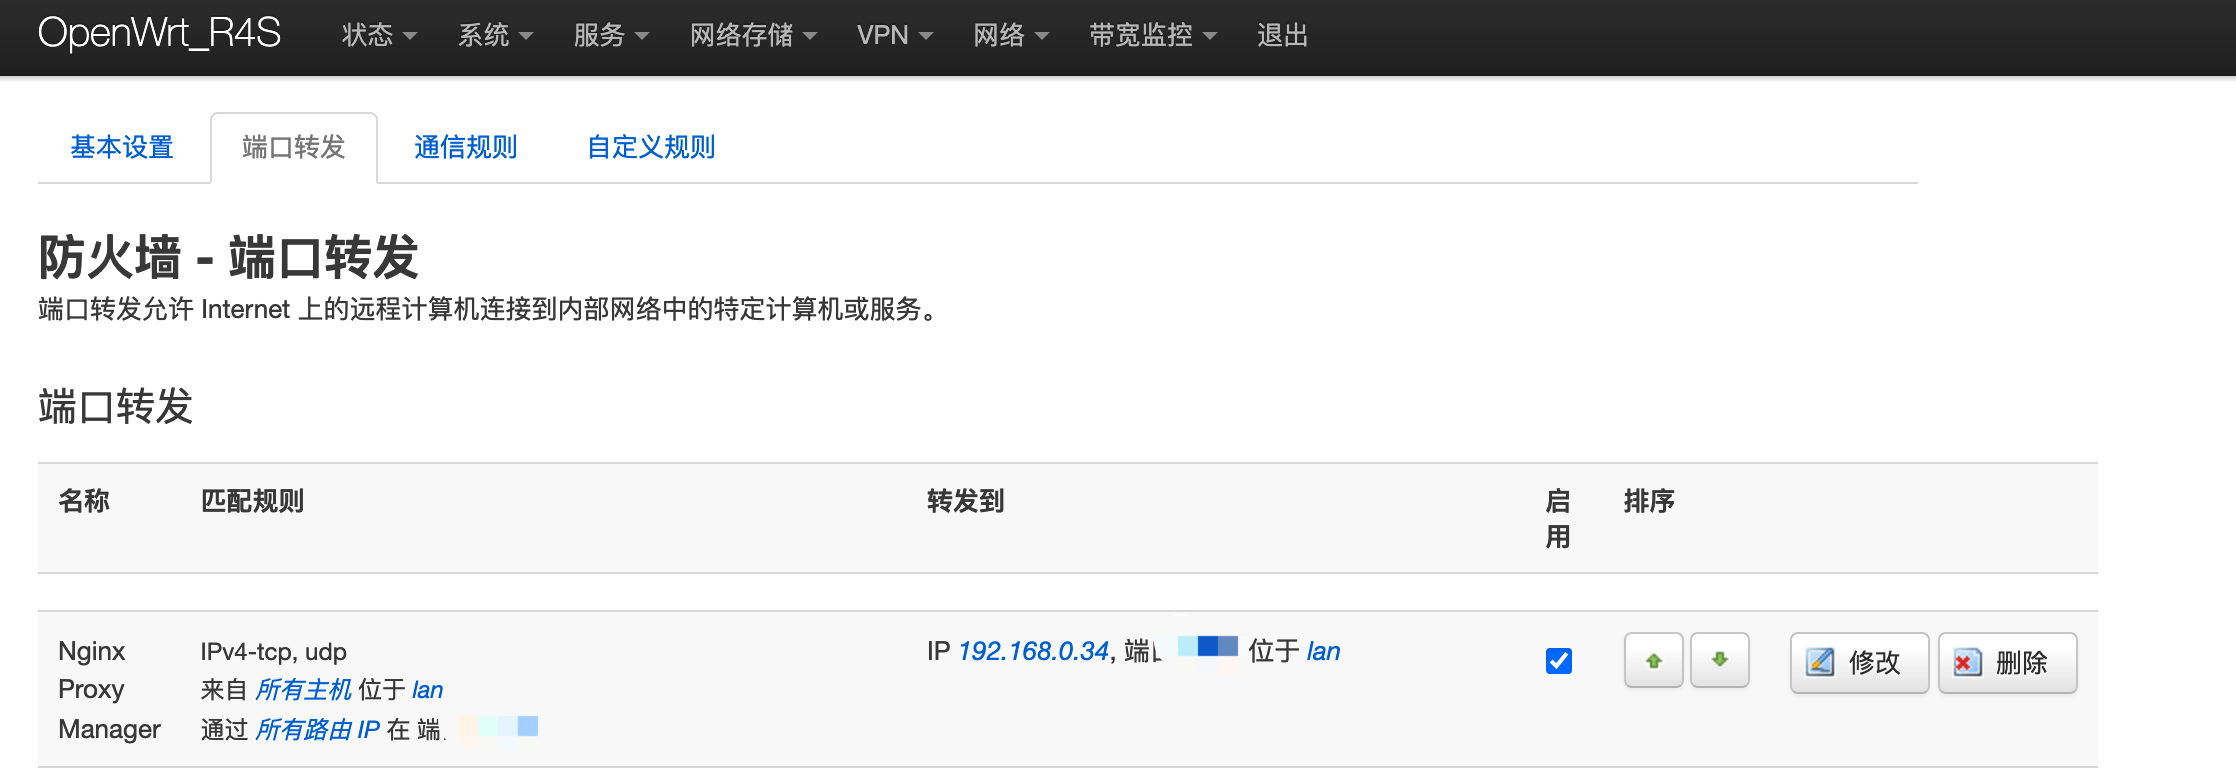 OpenWrt_R4S 状态 系统 服务 网络存储 VPN 网络 带宽监控 退出
基本设置 端口转发 通信规则 自定义规则
防火墙 - 端口转发
端口转发允许 Internet 上的远程计算机连接到内部网络中的特定计算机或服务。
端口转发
名称 匹配规则 转发到 启用 排序
Nginx Proxy Manager
IPv4-tcp, udp
来自 所有主机 位于 lan
通过 所有路由 IP 在 端
IP 192.168.0.34, 端 位于 lan
修改 删除